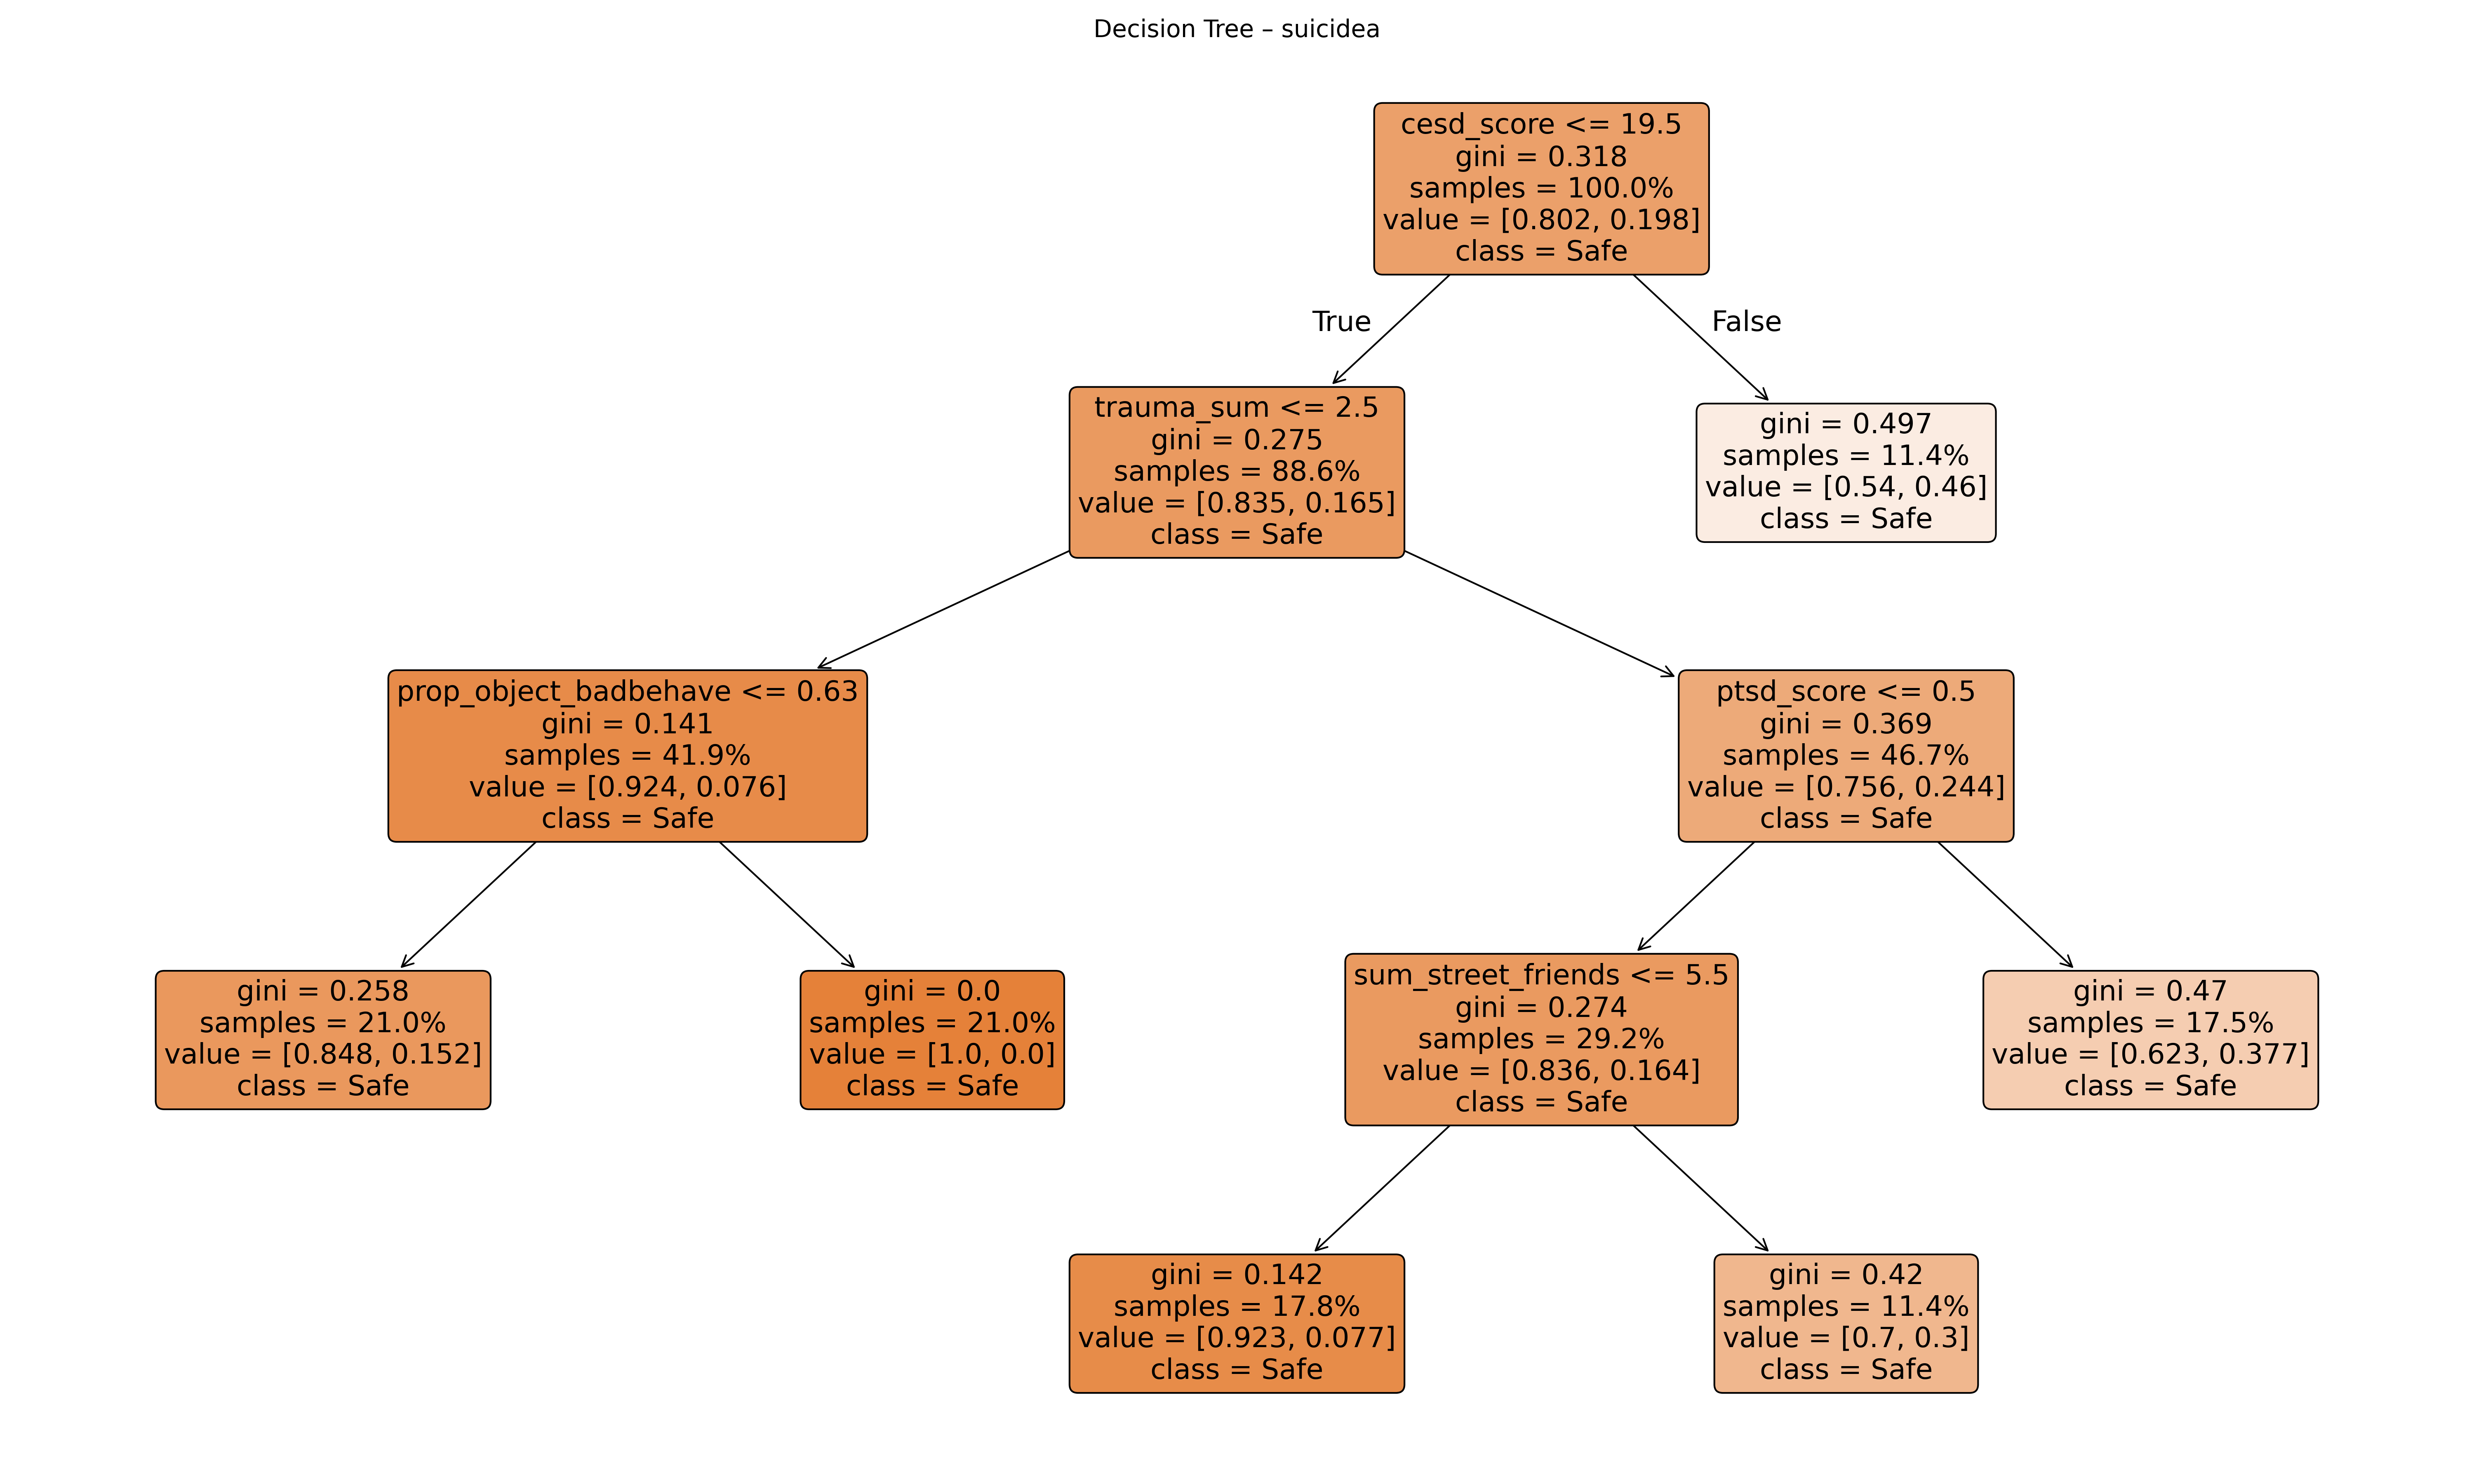 Decision Tree – suicidea
cesd_score <= 19.5
gini = 0.318
samples = 100.0%
value = [0.802, 0.198]
class = Safe
True
False
trauma_sum <= 2.5
gini = 0.275
samples = 88.6%
value = [0.835, 0.165]
class = Safe
gini = 0.497
samples = 11.4%
value = [0.54, 0.46]
class = Safe
prop_object_badbehave <= 0.63
gini = 0.141
samples = 41.9%
value = [0.924, 0.076]
class = Safe
ptsd_score <= 0.5
gini = 0.369
samples = 46.7%
value = [0.756, 0.244]
class = Safe
gini = 0.258
samples = 21.0%
value = [0.848, 0.152]
class = Safe
gini = 0.0
samples = 21.0%
value = [1.0, 0.0]
class = Safe
sum_street_friends <= 5.5
gini = 0.274
samples = 29.2%
value = [0.836, 0.164]
class = Safe
gini = 0.47
samples = 17.5%
value = [0.623, 0.377]
class = Safe
gini = 0.142
samples = 17.8%
value = [0.923, 0.077]
class = Safe
gini = 0.42
samples = 11.4%
value = [0.7, 0.3]
class = Safe